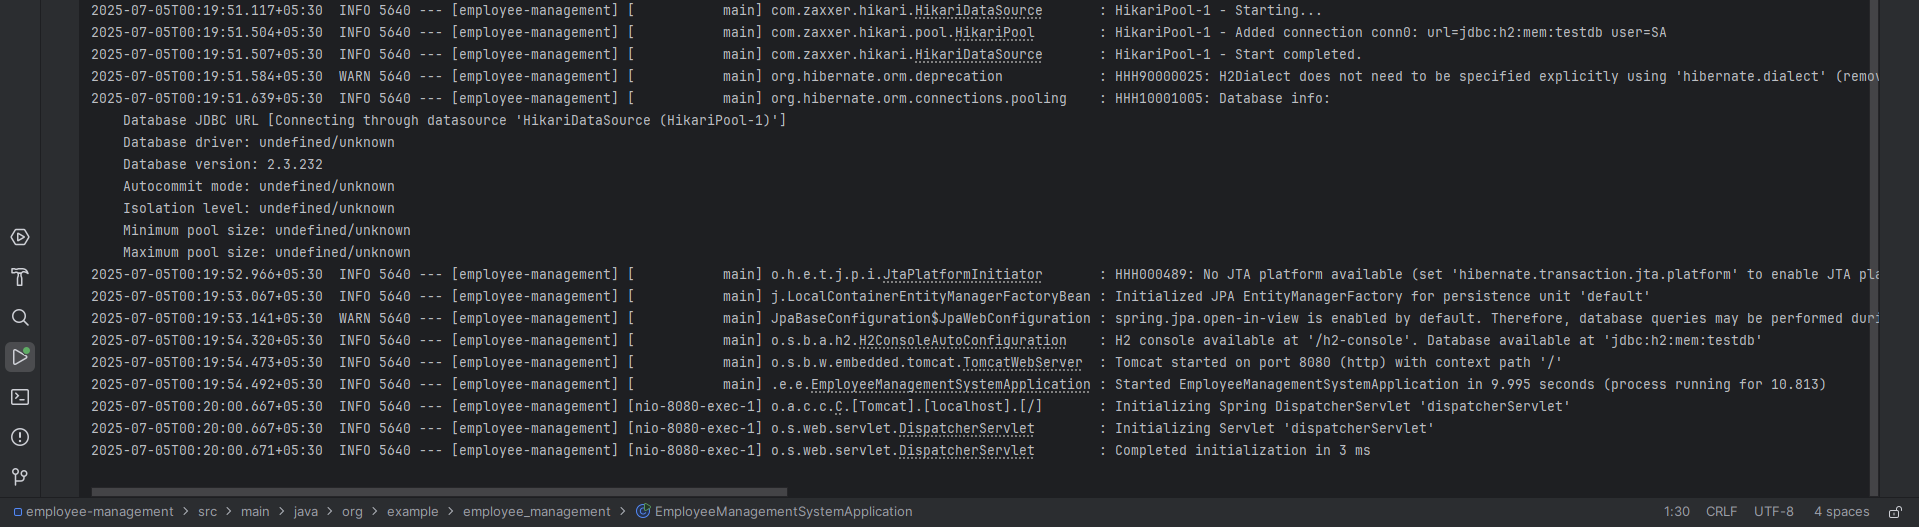 2025-07-05T00:19:51.117+05:30  INFO 5640 --- [employee-management] [           main] com.zaxxer.hikari.HikariDataSource       : HikariPool-1 - Starting...
2025-07-05T00:19:51.504+05:30  INFO 5640 --- [employee-management] [           main] com.zaxxer.hikari.pool.HikariPool        : HikariPool-1 - Added connection conn0: url=jdbc:h2:mem:testdb user=SA
2025-07-05T00:19:51.507+05:30  INFO 5640 --- [employee-management] [           main] com.zaxxer.hikari.HikariDataSource       : HikariPool-1 - Start completed.
2025-07-05T00:19:51.584+05:30  WARN 5640 --- [employee-management] [           main] org.hibernate.orm.deprecation            : HHH90000025: H2Dialect does not need to be specified explicitly using 'hibernate.dialect' (remov
2025-07-05T00:19:51.639+05:30  INFO 5640 --- [employee-management] [           main] org.hibernate.orm.connections.pooling    : HHH10001005: Database info:
    Database JDBC URL [Connecting through datasource 'HikariDataSource (HikariPool-1)']
    Database driver: undefined/unknown
    Database version: 2.3.232
    Autocommit mode: undefined/unknown
    Isolation level: undefined/unknown
    Minimum pool size: undefined/unknown
    Maximum pool size: undefined/unknown
2025-07-05T00:19:52.966+05:30  INFO 5640 --- [employee-management] [           main] o.h.e.t.j.p.i.JtaPlatformInitiator       : HHH000489: No JTA platform available (set 'hibernate.transaction.jta.platform' to enable JTA pla
2025-07-05T00:19:53.067+05:30  INFO 5640 --- [employee-management] [           main] j.LocalContainerEntityManagerFactoryBean : Initialized JPA EntityManagerFactory for persistence unit 'default'
2025-07-05T00:19:53.141+05:30  WARN 5640 --- [employee-management] [           main] JpaBaseConfiguration$JpaWebConfiguration : spring.jpa.open-in-view is enabled by default. Therefore, database queries may be performed duri
2025-07-05T00:19:54.320+05:30  INFO 5640 --- [employee-management] [           main] o.s.b.a.h2.H2ConsoleAutoConfiguration    : H2 console available at '/h2-console'. Database available at 'jdbc:h2:mem:testdb'
2025-07-05T00:19:54.473+05:30  INFO 5640 --- [employee-management] [           main] o.s.b.w.embedded.tomcat.TomcatWebServer  : Tomcat started on port 8080 (http) with context path '/'
2025-07-05T00:19:54.492+05:30  INFO 5640 --- [employee-management] [           main] .e.e.EmployeeManagementSystemApplication : Started EmployeeManagementSystemApplication in 9.995 seconds (process running for 10.813)
2025-07-05T00:20:00.667+05:30  INFO 5640 --- [employee-management] [nio-8080-exec-1] o.a.c.c.C.[Tomcat].[localhost].[/]       : Initializing Spring DispatcherServlet 'dispatcherServlet'
2025-07-05T00:20:00.667+05:30  INFO 5640 --- [employee-management] [nio-8080-exec-1] o.s.web.servlet.DispatcherServlet        : Initializing Servlet 'dispatcherServlet'
2025-07-05T00:20:00.671+05:30  INFO 5640 --- [employee-management] [nio-8080-exec-1] o.s.web.servlet.DispatcherServlet        : Completed initialization in 3 ms
employee-management > src > main > java > org > example > employee_management > EmployeeManagementSystemApplication 1:30 CRLF UTF-8 4 spaces